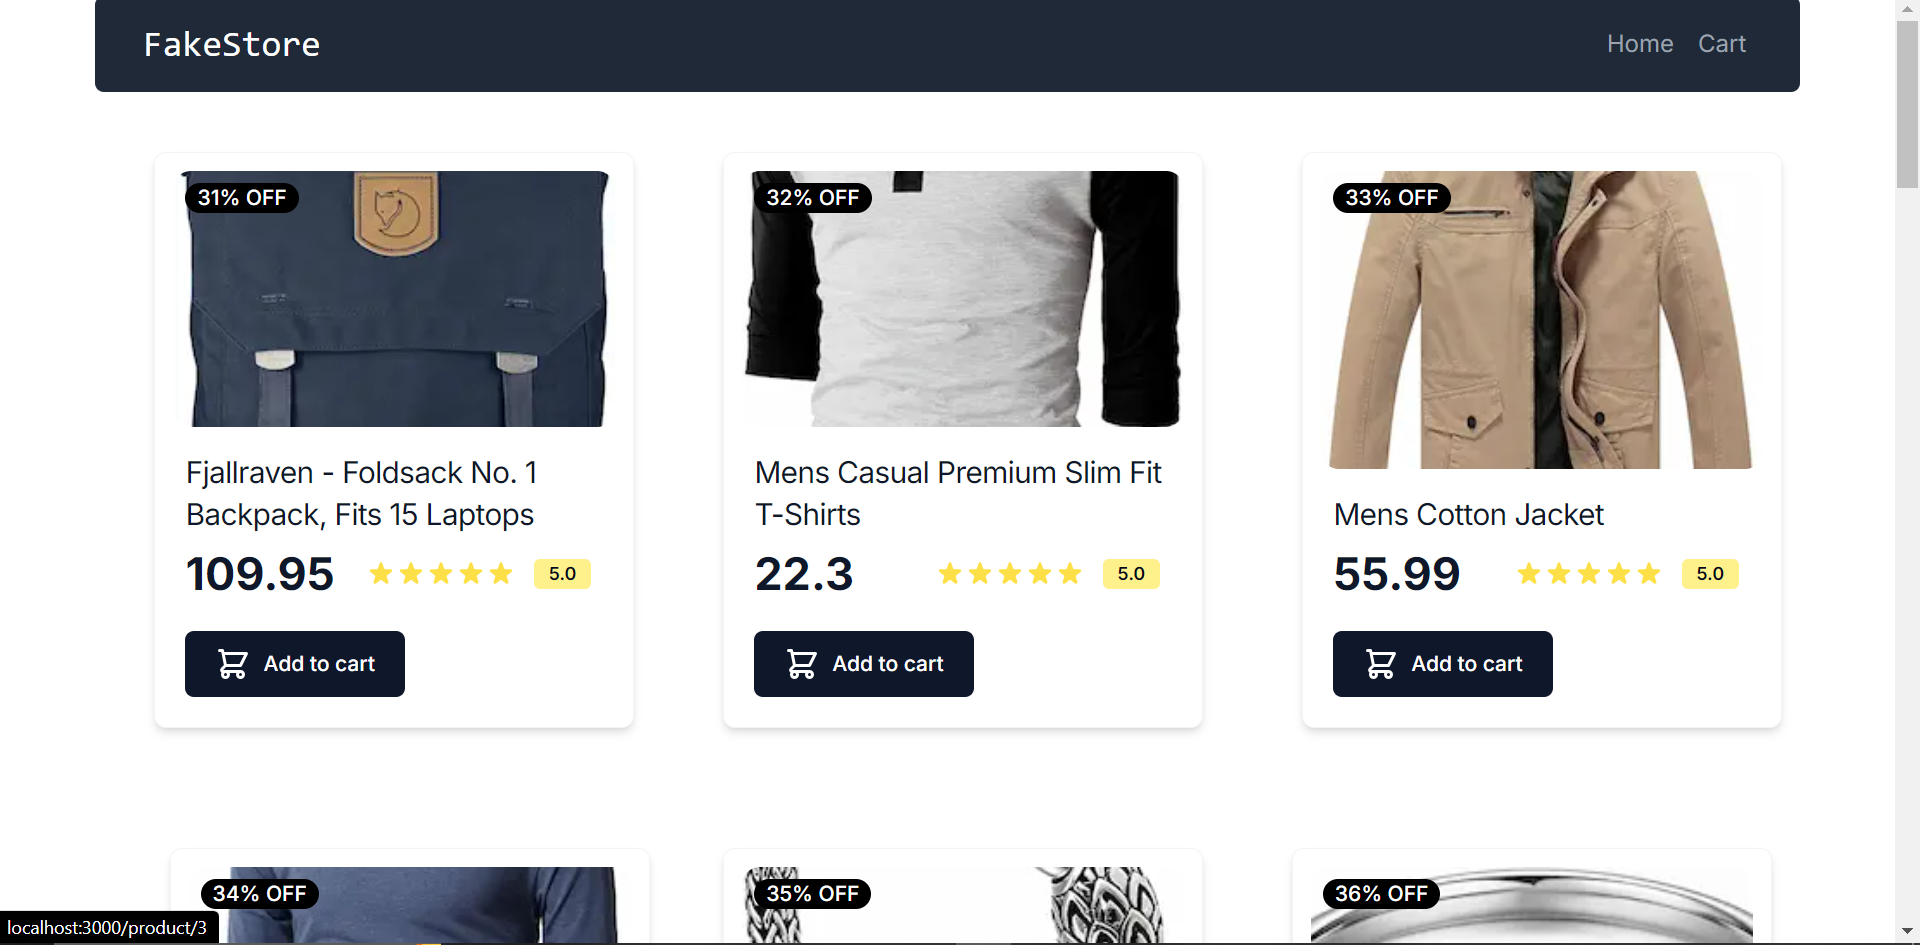 FakeStore
Home Cart
31% OFF
32% OFF
33% OFF
Fjallraven - Foldsack No. 1
Backpack, Fits 15 Laptops
109.95
5.0
Add to cart
Mens Casual Premium Slim Fit
T-Shirts
22.3
5.0
Add to cart
Mens Cotton Jacket
55.99
5.0
Add to cart
34% OFF
35% OFF
36% OFF
localhost:3000/product/3